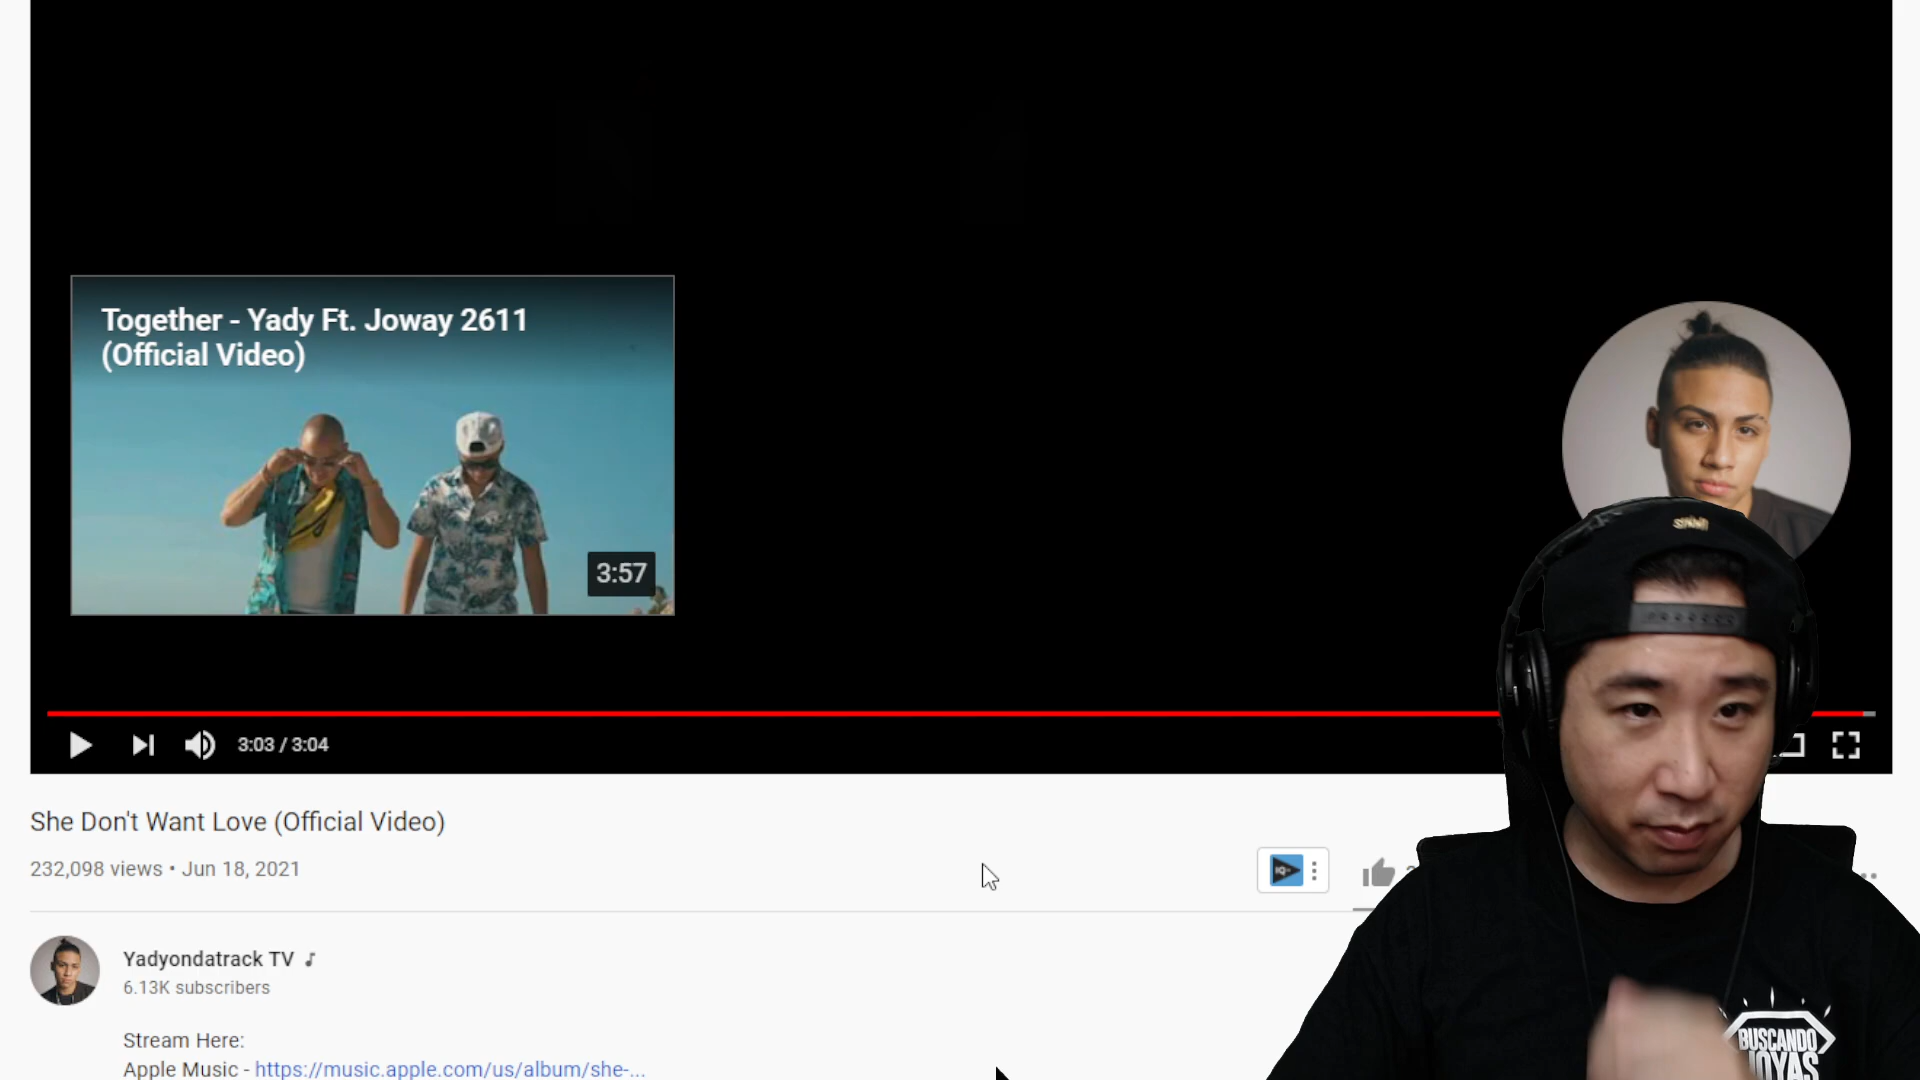 Together - Yady Ft. Joway 2611
(Official Video)
3:57
3:03 / 3:04
She Don't Want Love (Official Video)
232,098 views • Jun 18, 2021
IQ
Yadyondatrack TV
6.13K subscribers
Stream Here:
Apple Music - https://music.apple.com/us/album/she-...
BUSCANDO
JOYAS